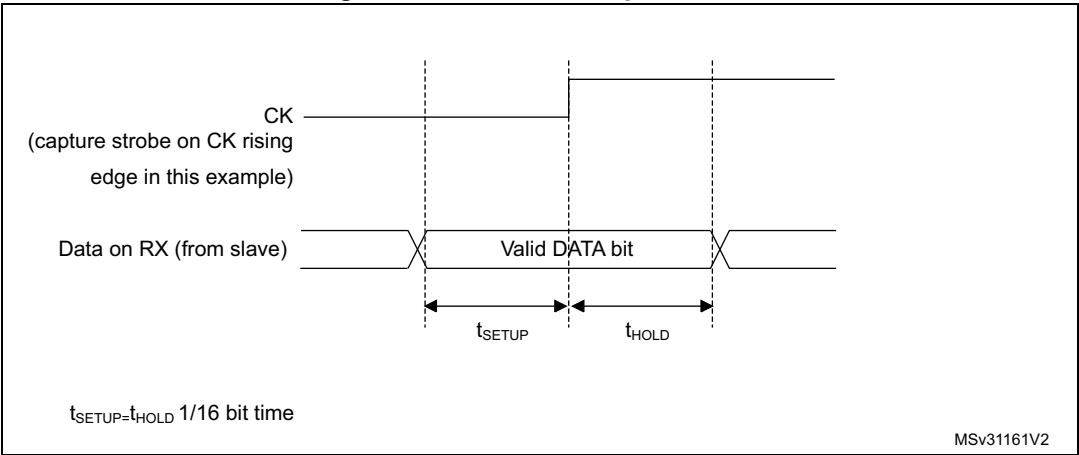 CK
(capture strobe on CK rising
edge in this example)
Data on RX (from slave)
Valid DATA bit
tSETUP
tHOLD
tSETUP=tHOLD 1/16 bit time
MSv31161V2